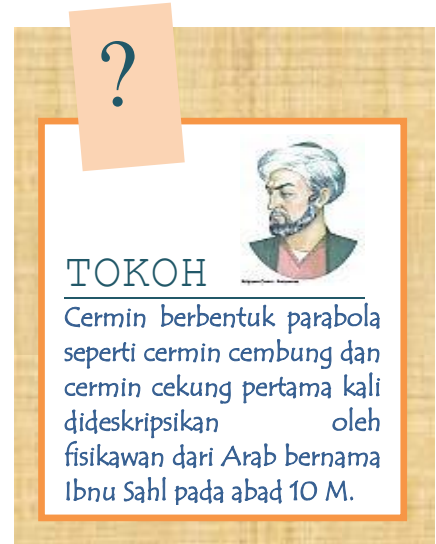 ?
TOKOH
Cermin berbentuk parabola
seperti cermin cembung dan
cermin cekung pertama kali
dideskripsikan oleh
fisikawan dari Arab bernama
Ibnu Sahl pada abad 10 M.